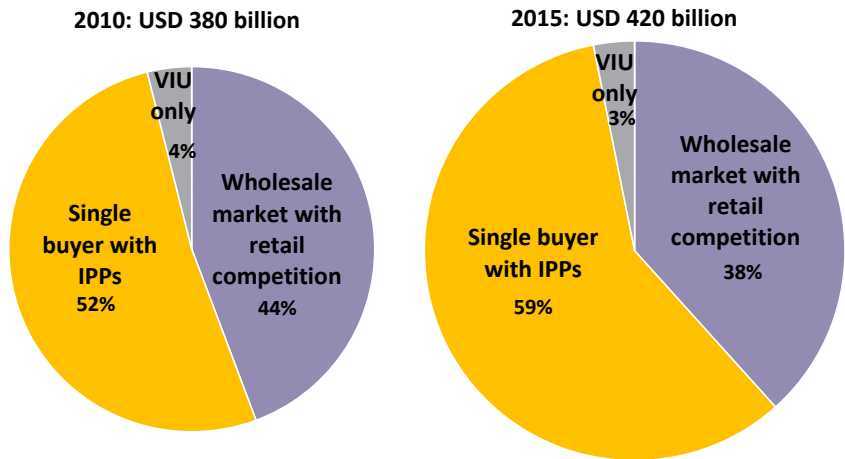 2010: USD 380 billion
VIU
only
4%
Wholesale
market with
retail
competition
44%
Single
buyer with
IPPs
52%
2015: USD 420 billion
VIU
only
3%
Wholesale
market with
retail
competition
38%
Single buyer
with IPPs
59%